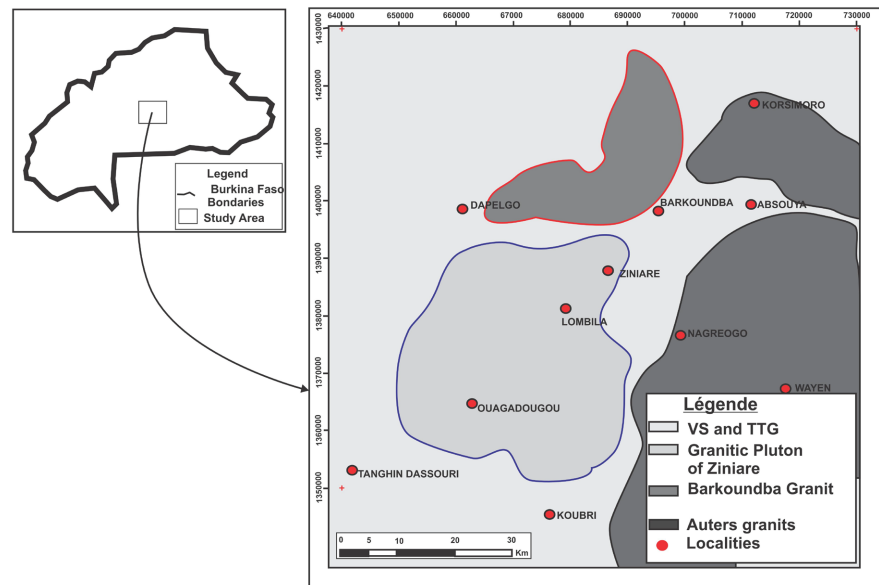 Legend
Burkina Faso
Bondaries
Study Area
640000 650000 660000 670000 680000 690000 700000 710000 720000 730000
1430000
1420000
1410000
1400000
1390000
1380000
1370000
1360000
1350000
KORSIMORO
DAPELGO
BARKOUNDBA
ABSOUYA
ZINIARE
LOMBILA
NAGREOGO
WAYEN
OUAGADOUGOU
TANGHIN DASSOURI
KOUBRI
0 5 10 20 30
Km
Légende
VS and TTG
Granitic Pluton
of Ziniare
Barkoundba Granit
Auters granits
Localities